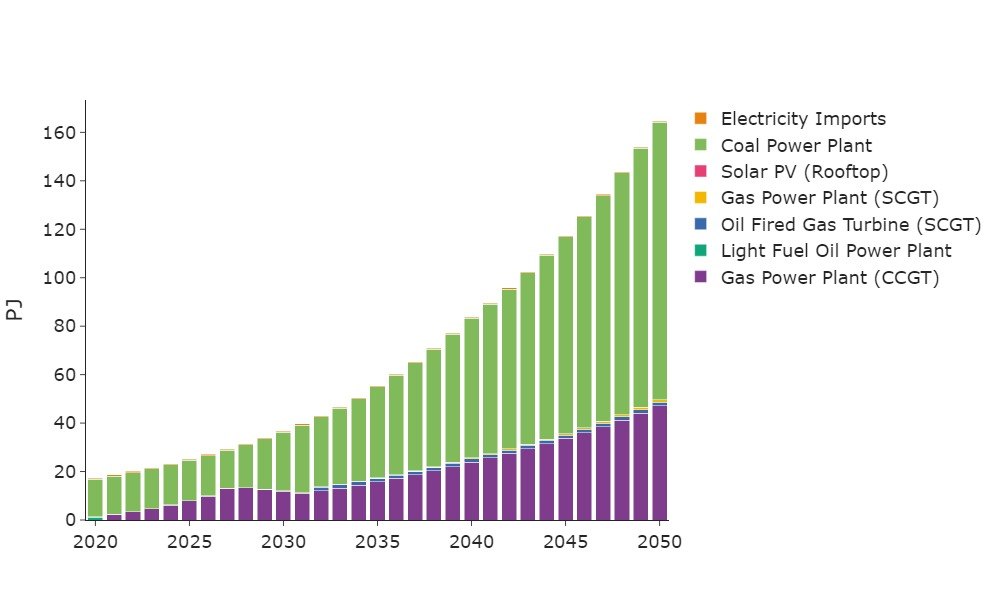 PJ
160
140
120
100
80
60
40
20
0
2020 2025 2030 2035 2040 2045 2050
Electricity Imports
Coal Power Plant
Solar PV (Rooftop)
Gas Power Plant (SCGT)
Oil Fired Gas Turbine (SCGT)
Light Fuel Oil Power Plant
Gas Power Plant (CCGT)